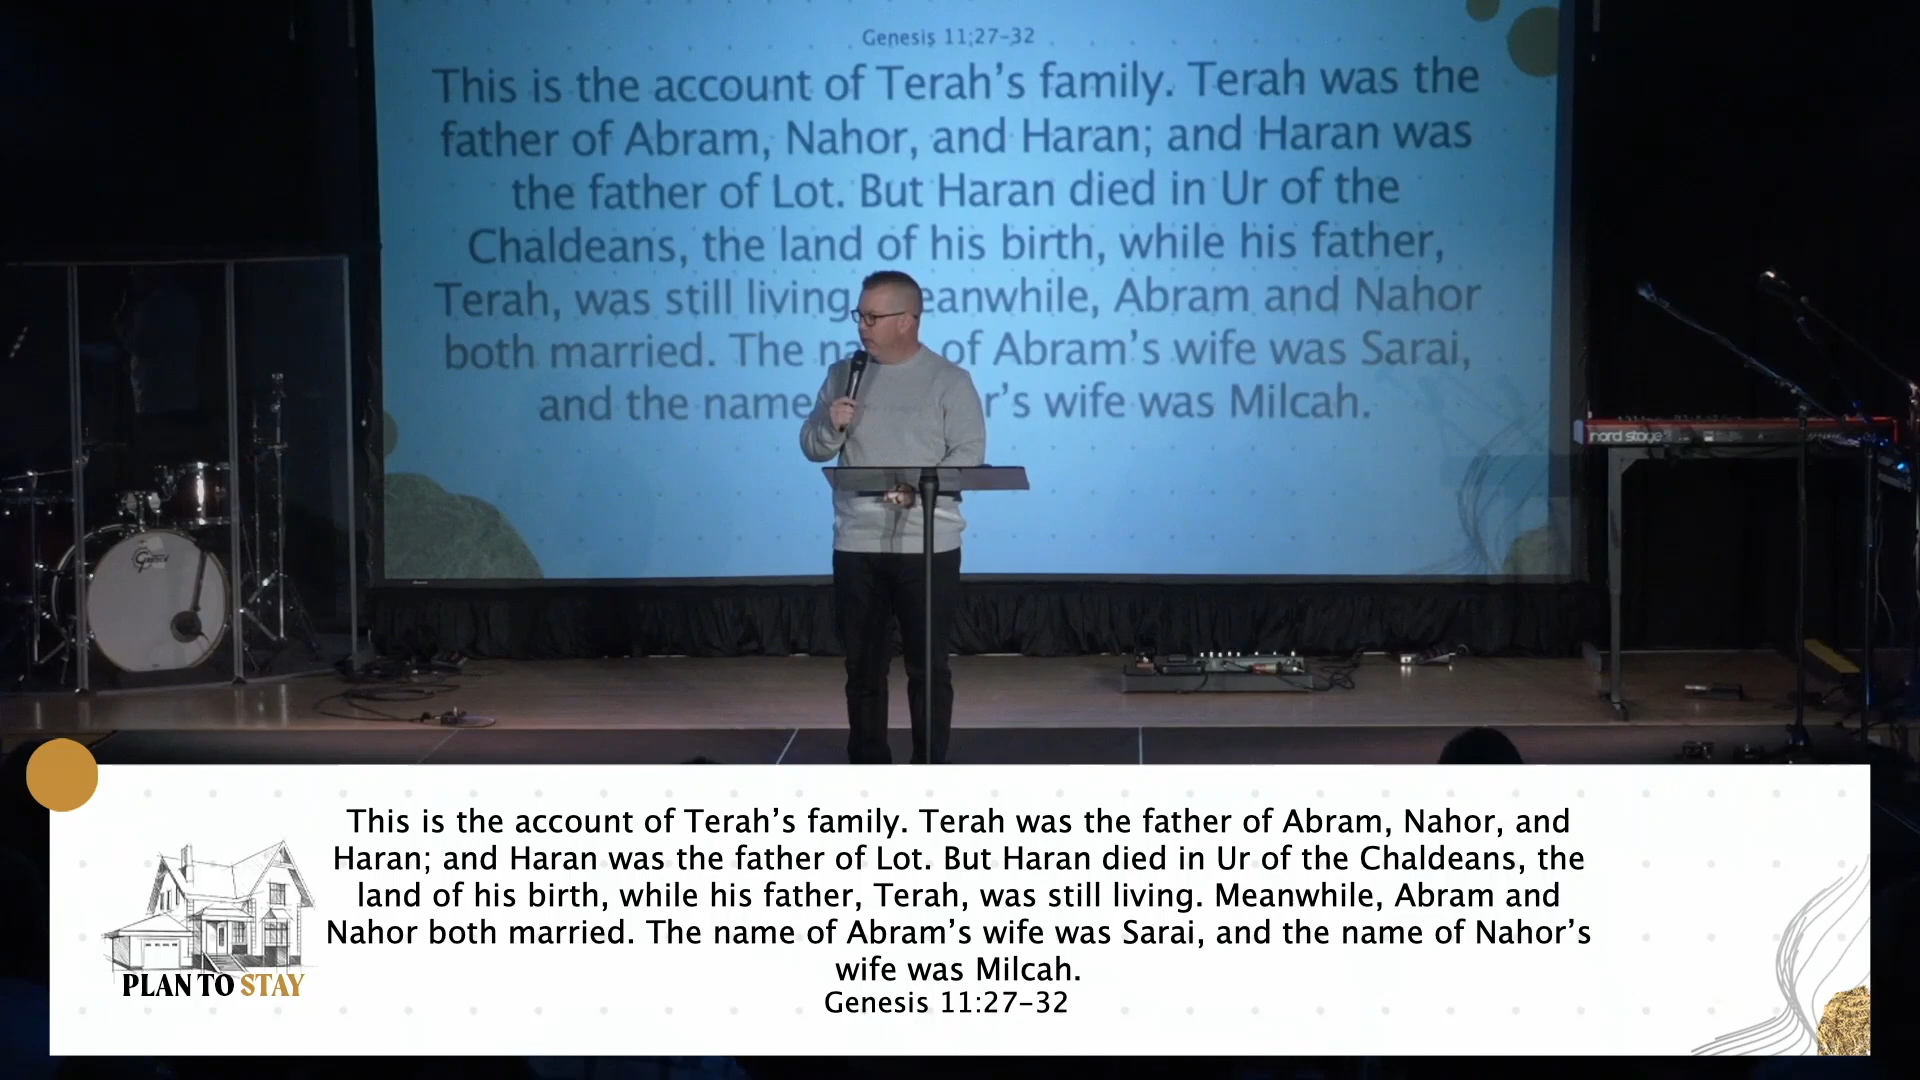 Genesis 11:27-32
This is the account of Terah’s family. Terah was the
father of Abram, Nahor, and Haran; and Haran was
the father of Lot. But Haran died in Ur of the
Chaldeans, the land of his birth, while his father,
Terah, was still living. eanwhile, Abram and Nahor
both married. The na of Abram’s wife was Sarai,
and the name r’s wife was Milcah.
Gretsch
nord stage
This is the account of Terah’s family. Terah was the father of Abram, Nahor, and
Haran; and Haran was the father of Lot. But Haran died in Ur of the Chaldeans, the
land of his birth, while his father, Terah, was still living. Meanwhile, Abram and
Nahor both married. The name of Abram’s wife was Sarai, and the name of Nahor’s
wife was Milcah.
Genesis 11:27-32
PLAN TO STAY